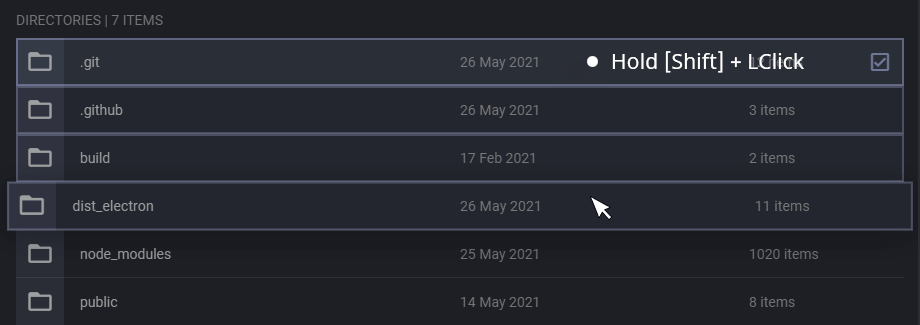 DIRECTORIES | 7 ITEMS
.git 26 May 2021 Hold [Shift] + LClick
.github 26 May 2021 3 items
build 17 Feb 2021 2 items
dist_electron 26 May 2021 11 items
node_modules 25 May 2021 1020 items
public 14 May 2021 8 items